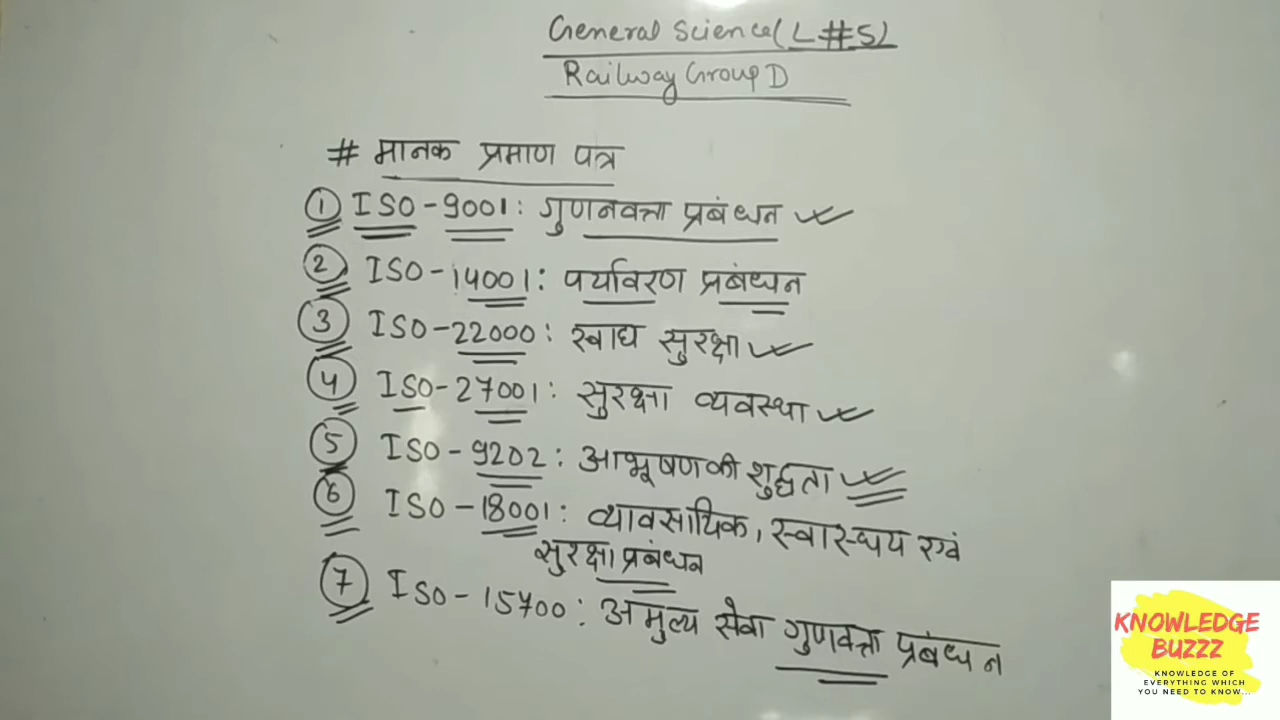 General Science(L#5)
Railway Group D
# मानक प्रमाण पत्र
① ISO-9001: गुणनवत्ता प्रबंधन
② ISO-14001: पर्यावरण प्रबंधन
③ ISO-22000: खाद्य सुरक्षा
④ ISO-27001: सुरक्षा व्यवस्था
⑤ ISO-9202: आभूषण की शुद्धता
⑥ ISO-18001: व्यावसायिक, स्वास्थय एवं
सुरक्षा प्रबंधन
⑦ ISO-15700: अमुल्य सेवा गुणवत्ता प्रबंधन
KNOWLEDGE
BUZZZ
KNOWLEDGE OF
EVERYTHING WHICH
YOU NEED TO KNOW...